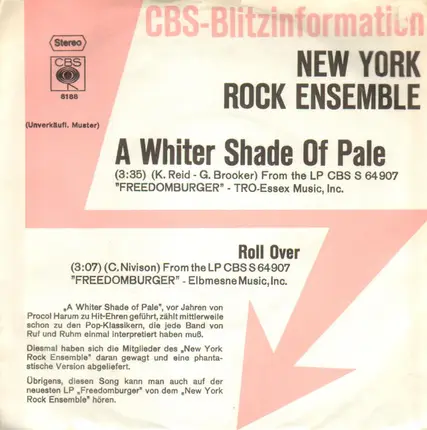 CBS-Blitzinformation
Stereo
CBS
8188
(Unverkäufl. Muster)
NEW YORK
ROCK ENSEMBLE
A Whiter Shade Of Pale
(3:35) (K. Reid - G. Brooker) From the LP CBS S 64907
"FREEDOMBURGER" - TRO-Essex Music, Inc.
Roll Over
(3:07) (C. Nivison) From the LP CBS S 64907
"FREEDOMBURGER" - Elbmesne Music, Inc.
„A Whiter Shade of Pale", vor Jahren von
Procol Harum zu Hit-Ehren geführt, zählt mittlerweile
schon zu den Pop-Klassikern, die jede Band von
Ruf und Ruhm einmal interpretiert haben muß.
Diesmal haben sich die Mitglieder des „New York
Rock Ensemble" daran gewagt und eine phanta-
stische Version abgeliefert.
Übrigens, diesen Song kann man auch auf der
neuesten LP „Freedomburger" von dem „New York
Rock Ensemble" hören.